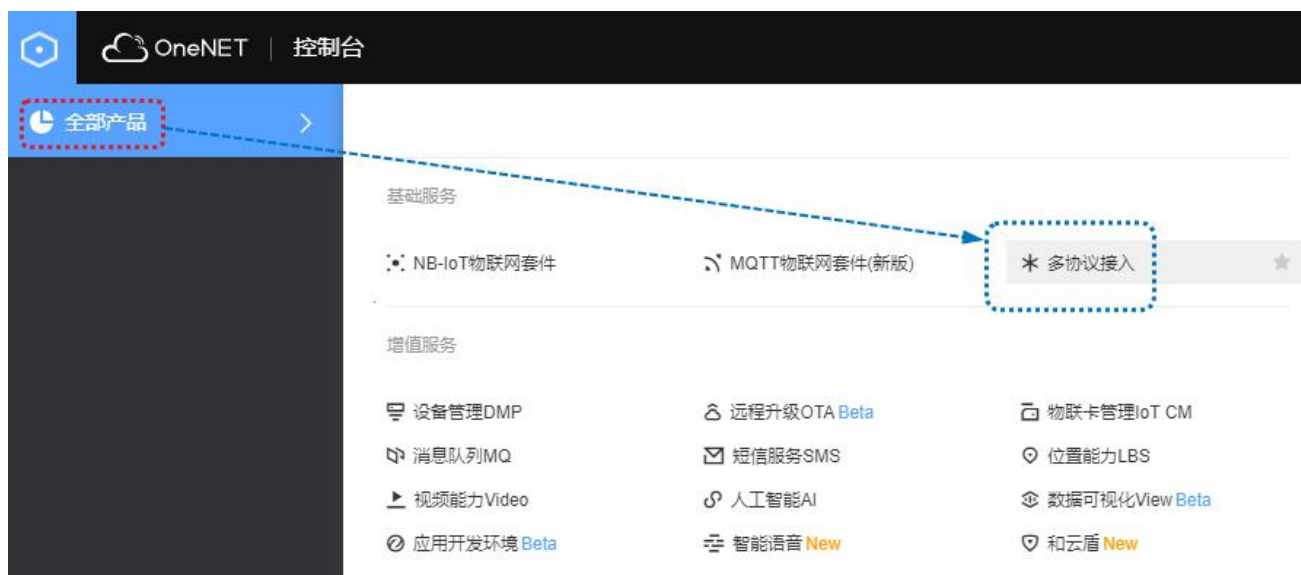 OneNET | 控制台
全部产品
基础服务
NB-IoT物联网套件 MQTT物联网套件(新版) 多协议接入
增值服务
设备管理DMP 远程升级OTA Beta 物联卡管理IoT CM
消息队列MQ 短信服务SMS 位置能力LBS
视频能力Video 人工智能AI 数据可视化View Beta
应用开发环境 Beta 智能语音 New 和云盾 New